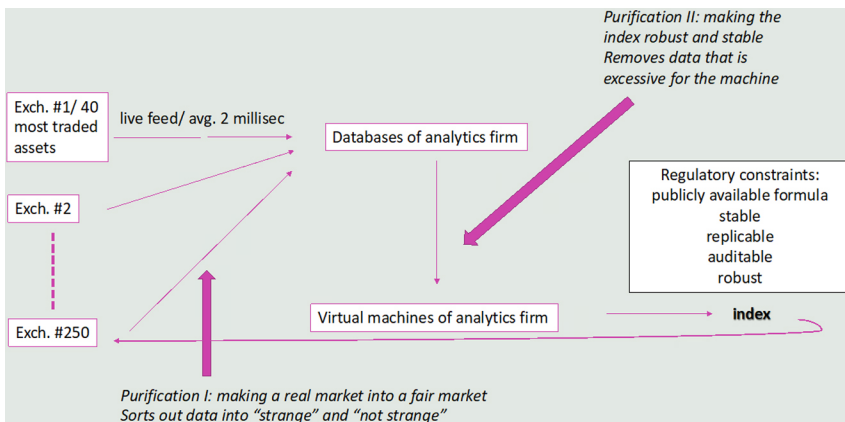 Purification II: making the
index robust and stable
Removes data that is
excessive for the machine
Exch. #1/ 40
most traded
assets
live feed/ avg. 2 millisec
Databases of analytics firm
Regulatory constraints:
publicly available formula
stable
replicable
auditable
robust
Exch. #2
Exch. #250
Virtual machines of analytics firm
index
Purification I: making a real market into a fair market
Sorts out data into “strange” and “not strange”